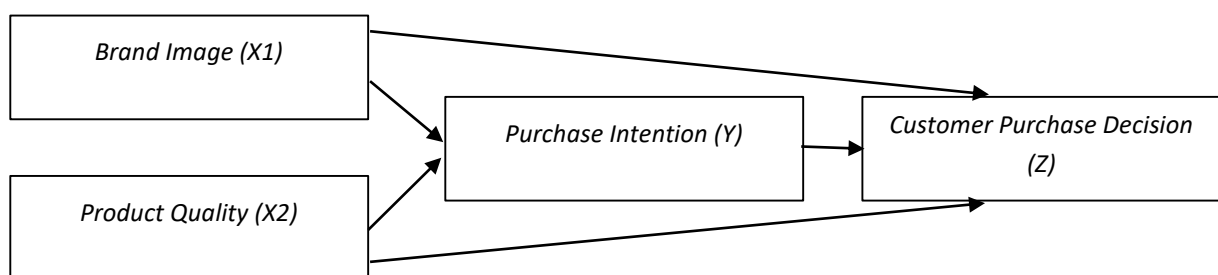 Brand Image (X1)
Purchase Intention (Y)
Customer Purchase Decision
(Z)
Product Quality (X2)